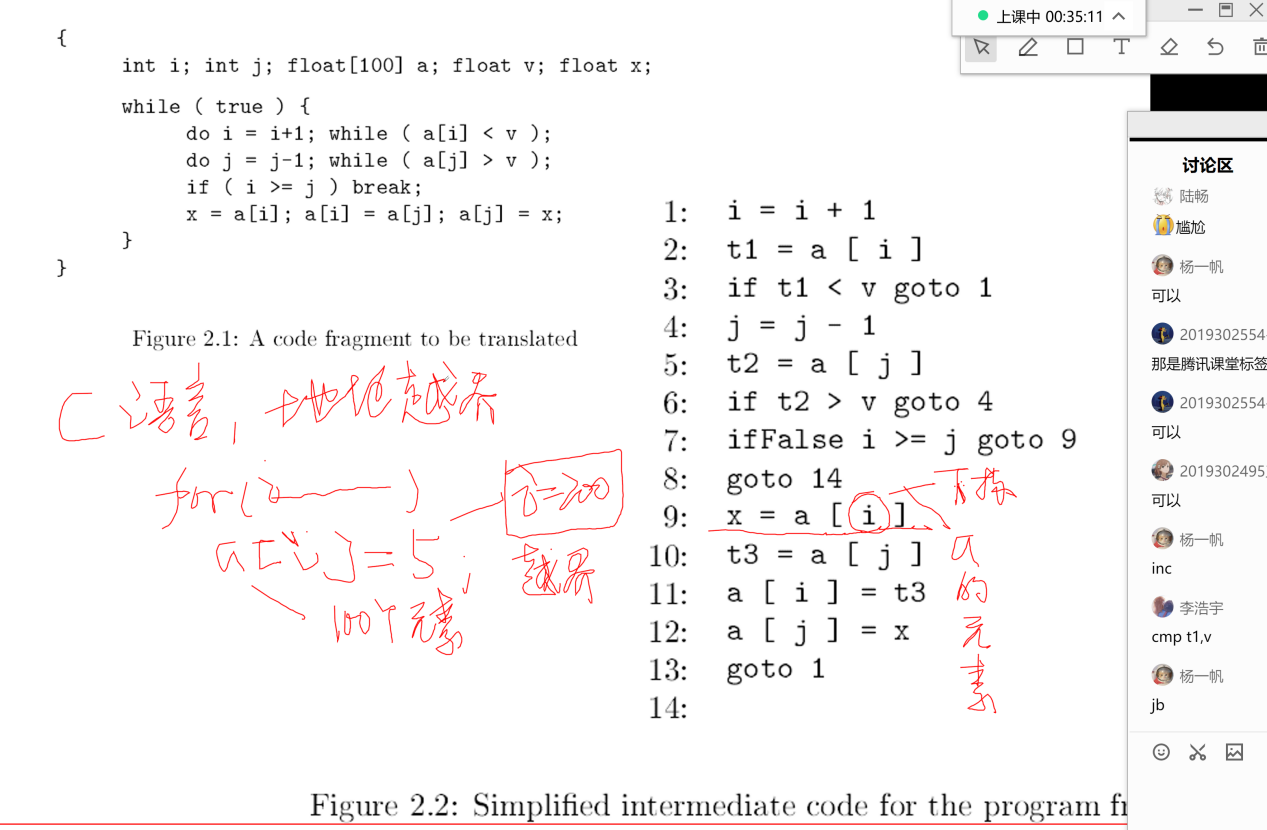 上课中 00:35:11
{
int i; int j; float[100] a; float v; float x;
while ( true ) {
do i = i+1; while ( a[i] < v );
do j = j-1; while ( a[j] > v );
if ( i >= j ) break;
x = a[i]; a[i] = a[j]; a[j] = x;
}
}
Figure 2.1: A code fragment to be translated
C语言, 地址越界
for(i )
a[i]=5;
i=200
越界
100个元素
1: i = i + 1
2: t1 = a [ i ]
3: if t1 < v goto 1
4: j = j - 1
5: t2 = a [ j ]
6: if t2 > v goto 4
7: ifFalse i >= j goto 9
8: goto 14
9: x = a [ i ]
10: t3 = a [ j ]
11: a [ i ] = t3
12: a [ j ] = x
13: goto 1
14:
a
的
元
素
Figure 2.2: Simplified intermediate code for the program
讨论区
陆畅
尴尬
杨一帆
可以
2019302554
那是腾讯课堂标签
2019302554
可以
2019302495
可以
杨一帆
inc
李浩宇
cmp t1,v
杨一帆
jb